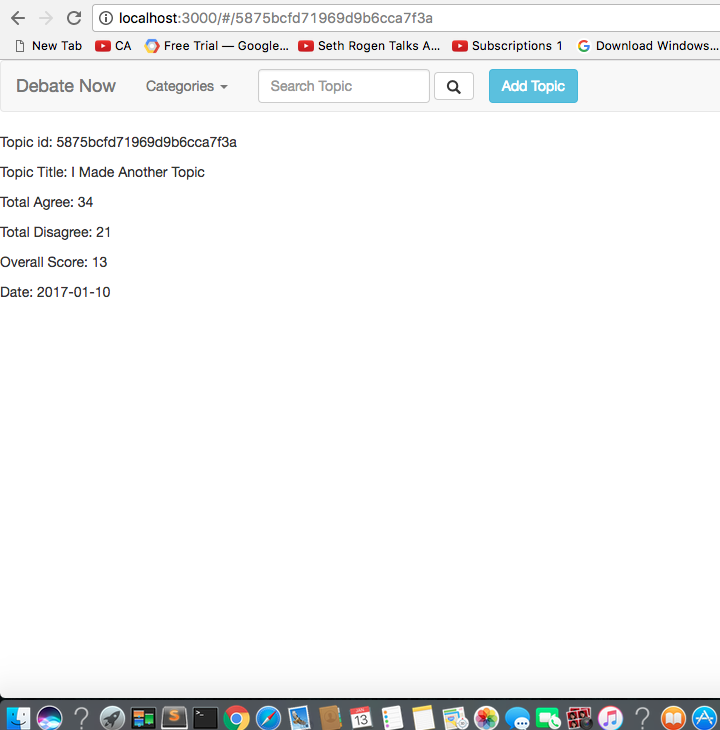 localhost:3000/#/5875bcfd71969d9b6cca7f3a
New Tab CA Free Trial — Google... Seth Rogen Talks A... Subscriptions 1 Download Windows...
Debate Now Categories Search Topic Add Topic
Topic id: 5875bcfd71969d9b6cca7f3a
Topic Title: I Made Another Topic
Total Agree: 34
Total Disagree: 21
Overall Score: 13
Date: 2017-01-10
JAN
13